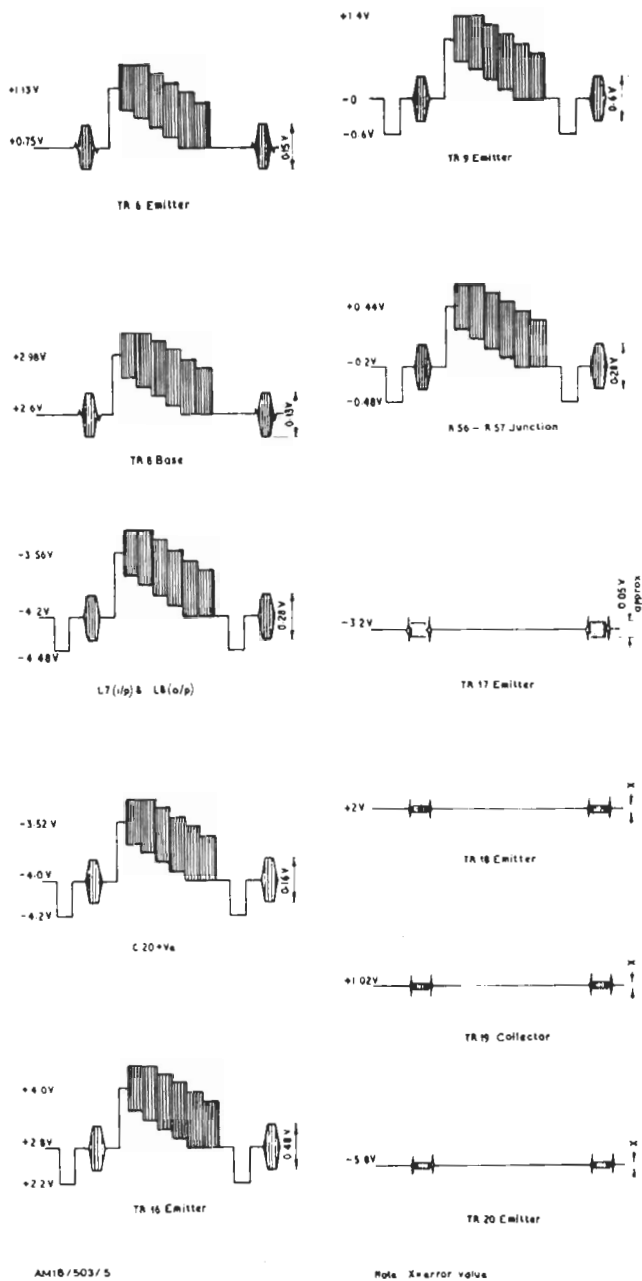 +1.13V
+0.75V
0.15V
TR 6 Emitter
+2.98V
+2.6V
0.13V
TR 8 Base
-3.56V
-4.2V
-4.48V
0.28V
L7 (i/p) & L8 (o/p)
-3.52V
-4.0V
-4.2V
0.16V
C 20 +Ve
+4.0V
+2.8V
+2.2V
0.48V
TR 16 Emitter
AM18/503/5
+1.4V
-0
-0.6V
0.6V
TR 9 Emitter
+0.44V
-0.2V
-0.48V
0.28V
R56 - R57 Junction
-3.2V
0.05V
approx
TR 17 Emitter
+2V
X
TR 18 Emitter
+1.02V
X
TR 19 Collector
-5.8V
X
TR 20 Emitter
Note X=error value